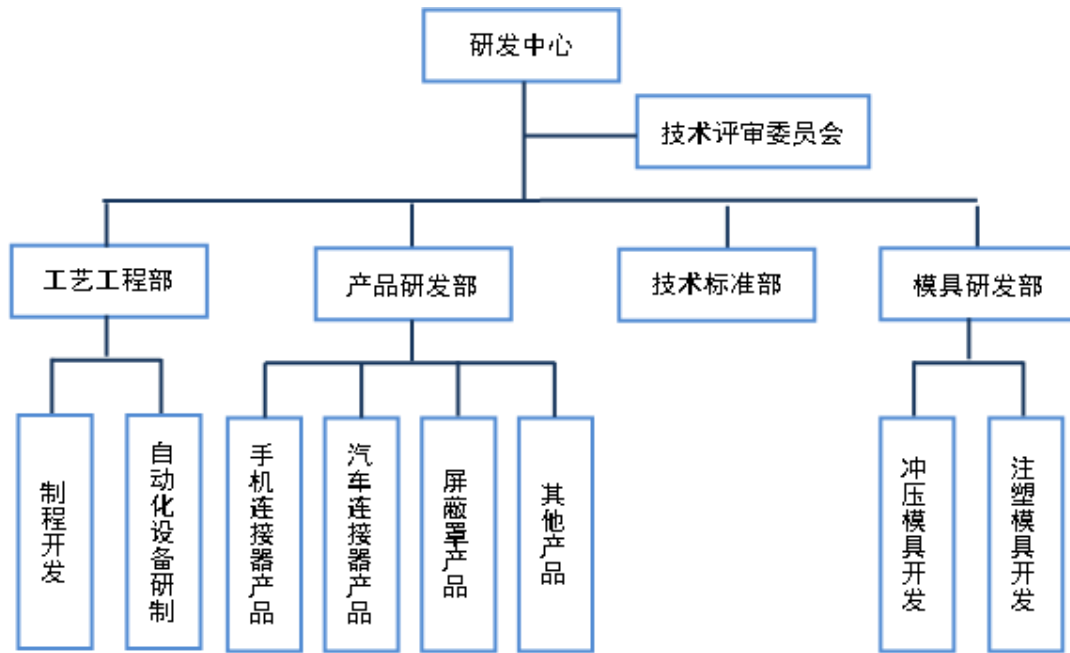 研发中心
技术评审委员会
工艺工程部
产品研发部
技术标准部
模具研发部
制程开发
自动化设备研制
手机连接器产品
汽车连接器产品
屏蔽罩产品
其他产品
冲压模具开发
注塑模具开发